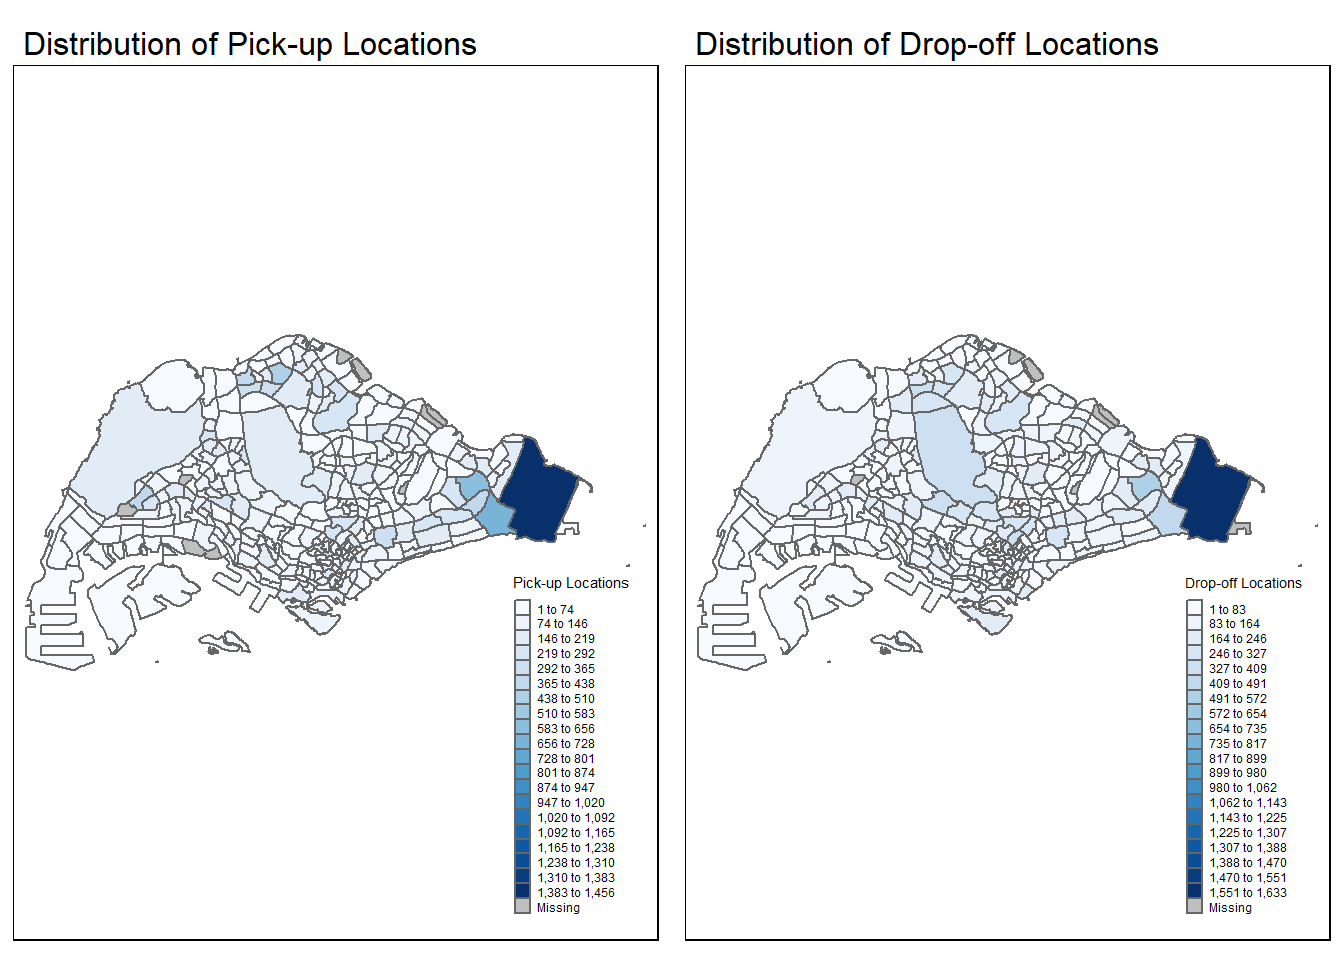 Distribution of Pick-up Locations
Pick-up Locations
1 to 74
74 to 146
146 to 219
219 to 292
292 to 365
365 to 438
438 to 510
510 to 583
583 to 656
656 to 728
728 to 801
801 to 874
874 to 947
947 to 1,020
1,020 to 1,092
1,092 to 1,165
1,165 to 1,238
1,238 to 1,310
1,310 to 1,383
1,383 to 1,456
Missing
Distribution of Drop-off Locations
Drop-off Locations
1 to 83
83 to 164
164 to 246
246 to 327
327 to 409
409 to 491
491 to 572
572 to 654
654 to 735
735 to 817
817 to 899
899 to 980
980 to 1,062
1,062 to 1,143
1,143 to 1,225
1,225 to 1,307
1,307 to 1,388
1,388 to 1,470
1,470 to 1,551
1,551 to 1,633
Missing